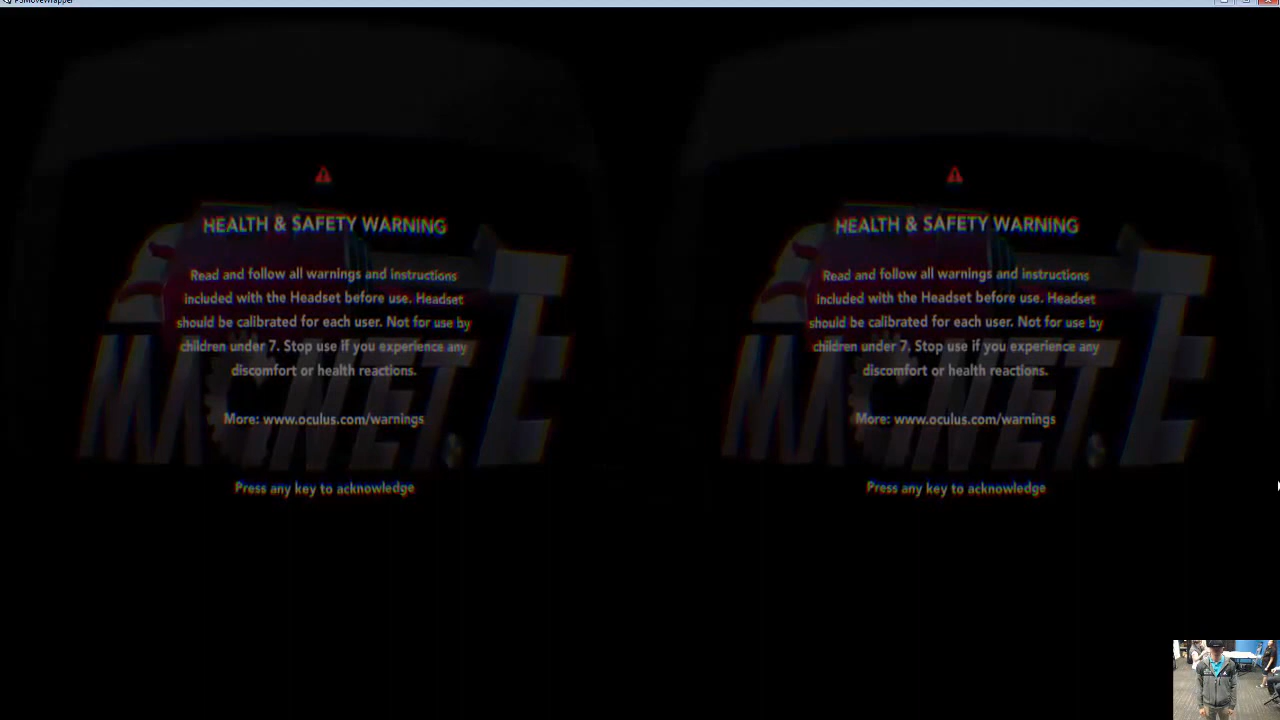 PSMoveWrapper
HEALTH & SAFETY WARNING
Read and follow all warnings and instructions
included with the Headset before use. Headset
should be calibrated for each user. Not for use by
children under 7. Stop use if you experience any
discomfort or health reactions.
More: www.oculus.com/warnings
Press any key to acknowledge
MAGNET.E
HEALTH & SAFETY WARNING
Read and follow all warnings and instructions
included with the Headset before use. Headset
should be calibrated for each user. Not for use by
children under 7. Stop use if you experience any
discomfort or health reactions.
More: www.oculus.com/warnings
Press any key to acknowledge
MAGNET.E